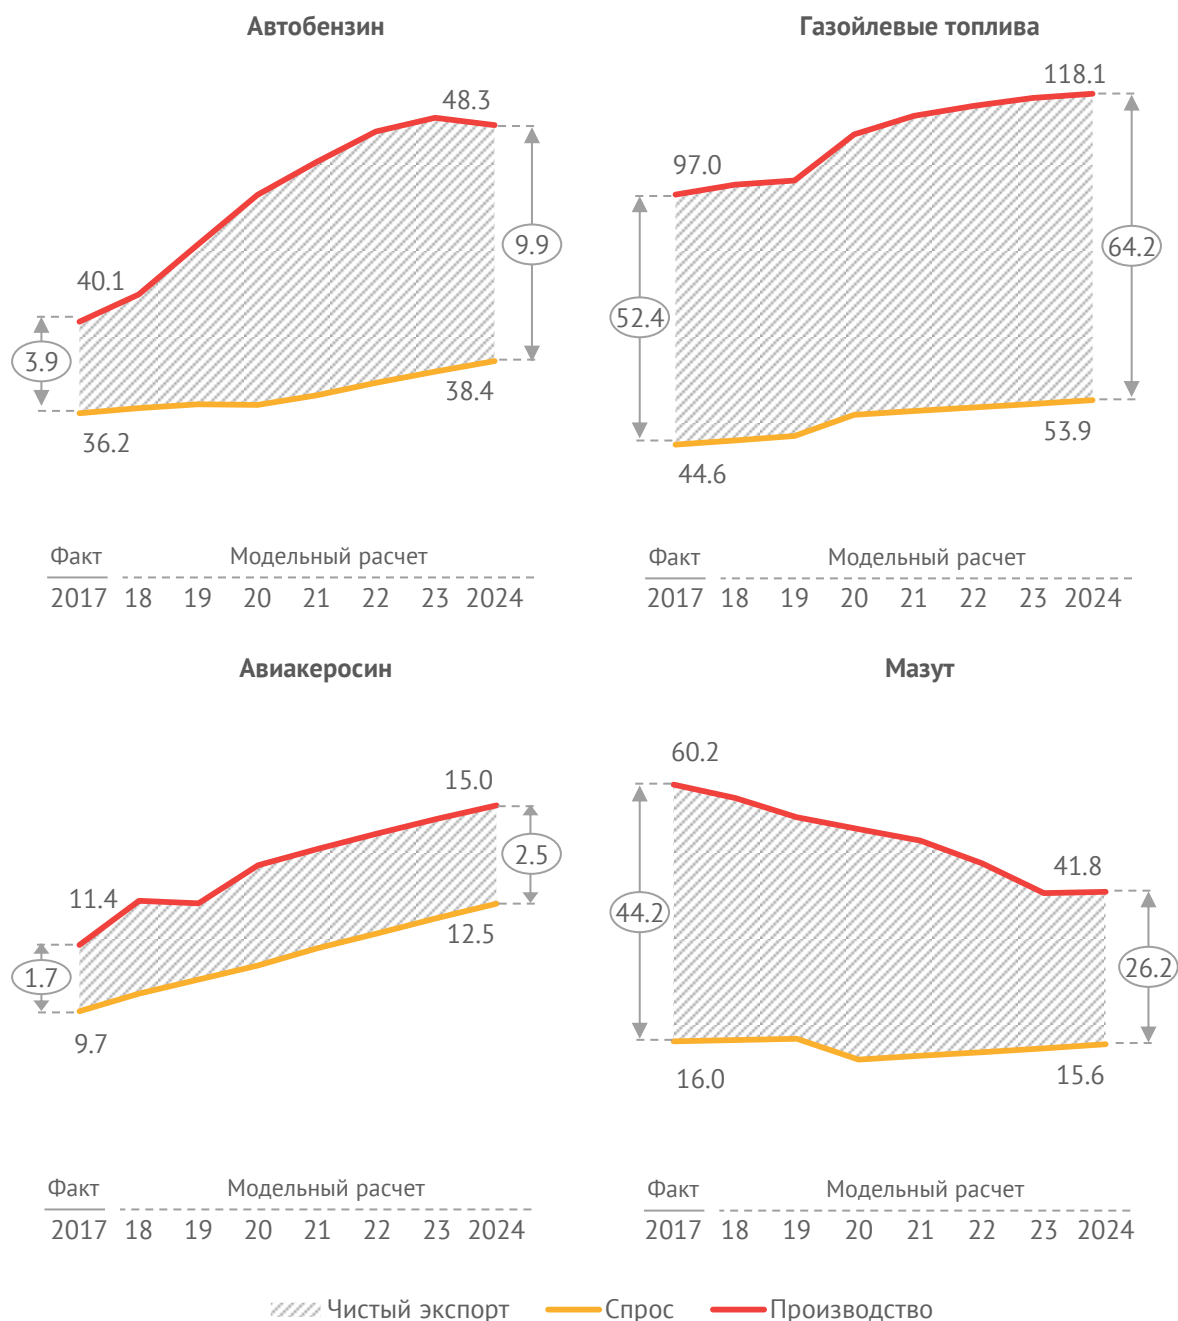 Автобензин
48.3
40.1
9.9
3.9
38.4
36.2
Факт Модельный расчет
2017 18 19 20 21 22 23 2024
Газойлевые топлива
118.1
97.0
64.2
52.4
53.9
44.6
Факт Модельный расчет
2017 18 19 20 21 22 23 2024
Авиакеросин
15.0
2.5
11.4
12.5
1.7
9.7
Факт Модельный расчет
2017 18 19 20 21 22 23 2024
Мазут
60.2
41.8
44.2
26.2
16.0
15.6
Факт Модельный расчет
2017 18 19 20 21 22 23 2024
Чистый экспорт Спрос Производство